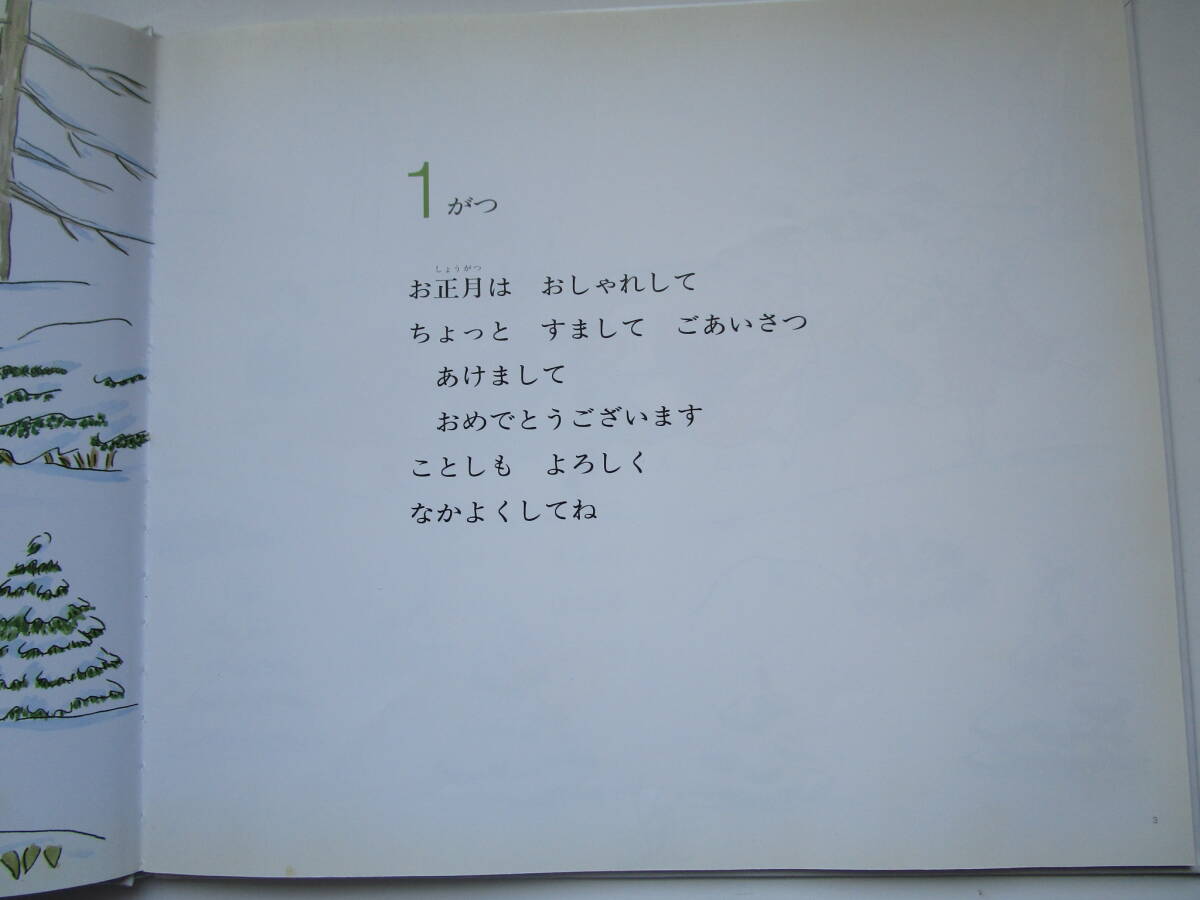 1がつ
お正月は　おしゃれして
しょうがつ
ちょっと　すまして　ごあいさつ
あけまして
おめでとうございます
ことしも　よろしく
なかよくしてね
3